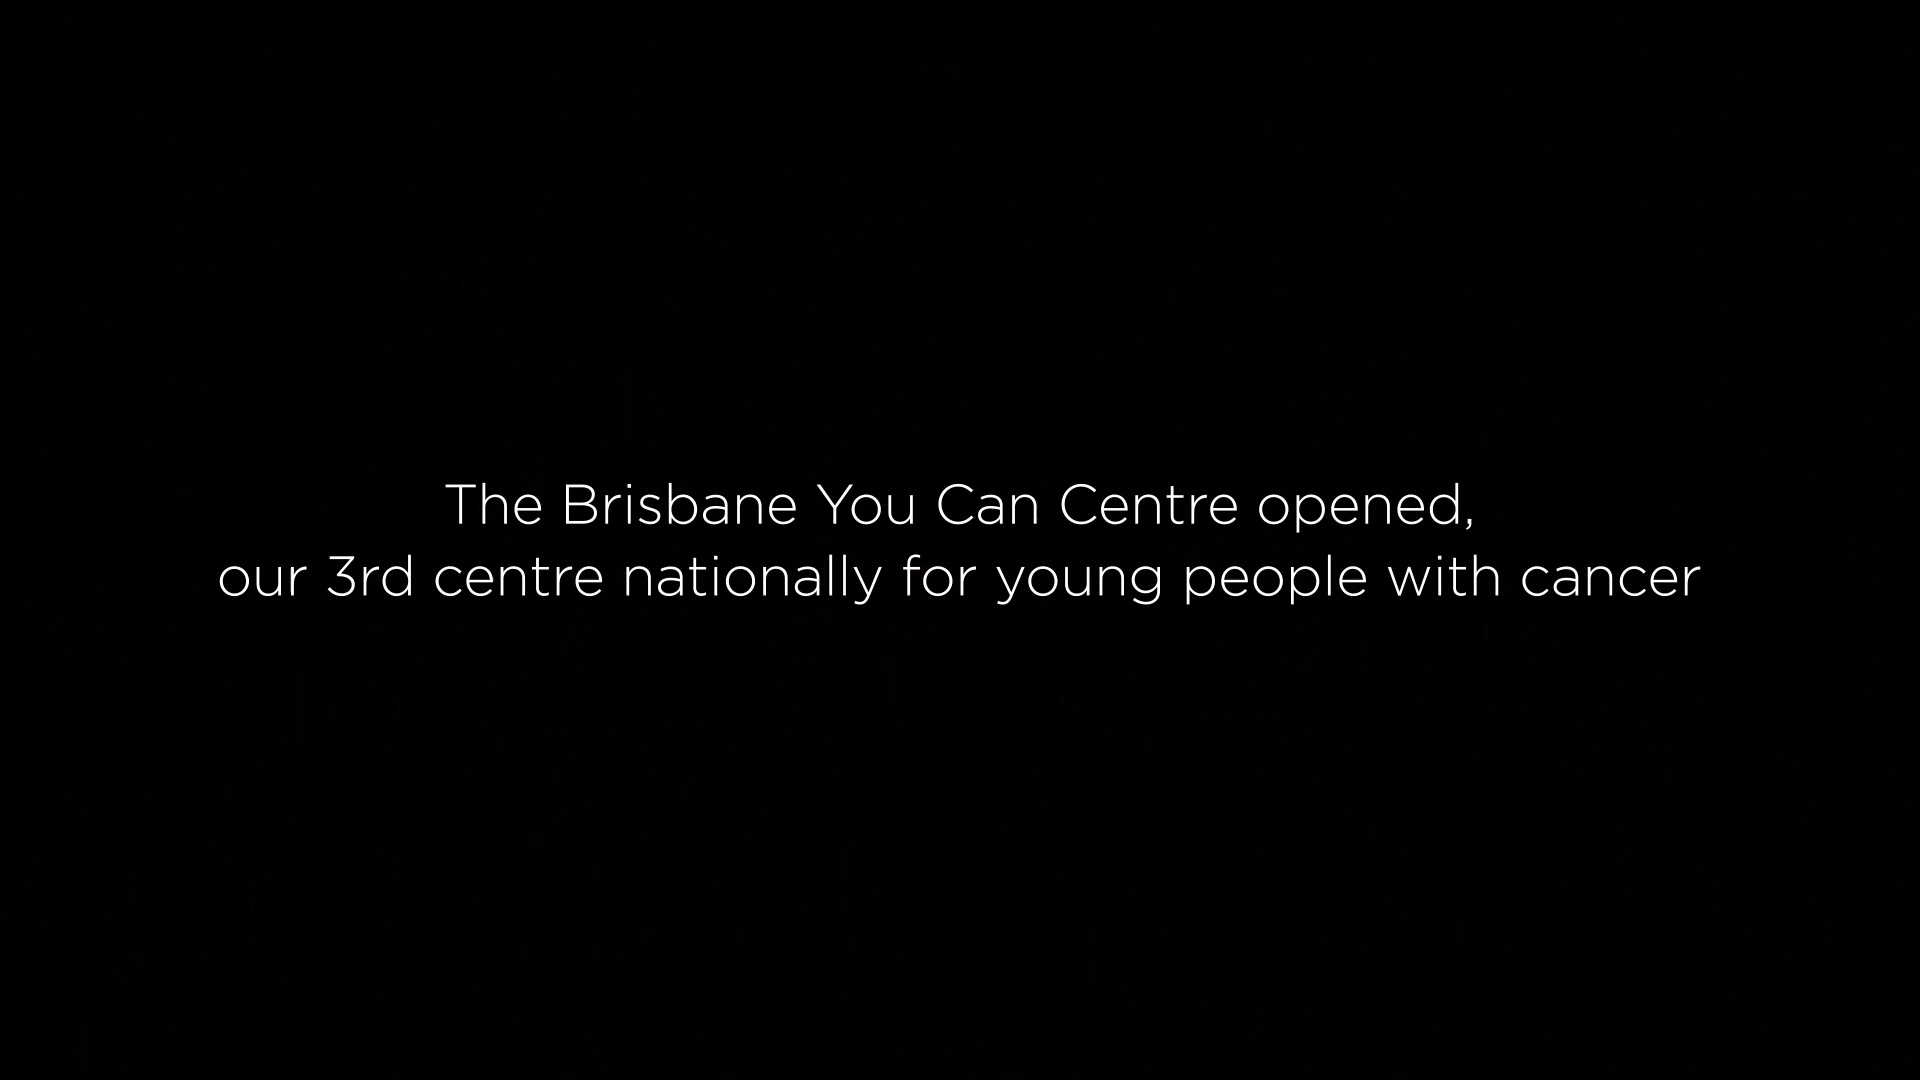 The Brisbane You Can Centre opened,
our 3rd centre nationally for young people with cancer